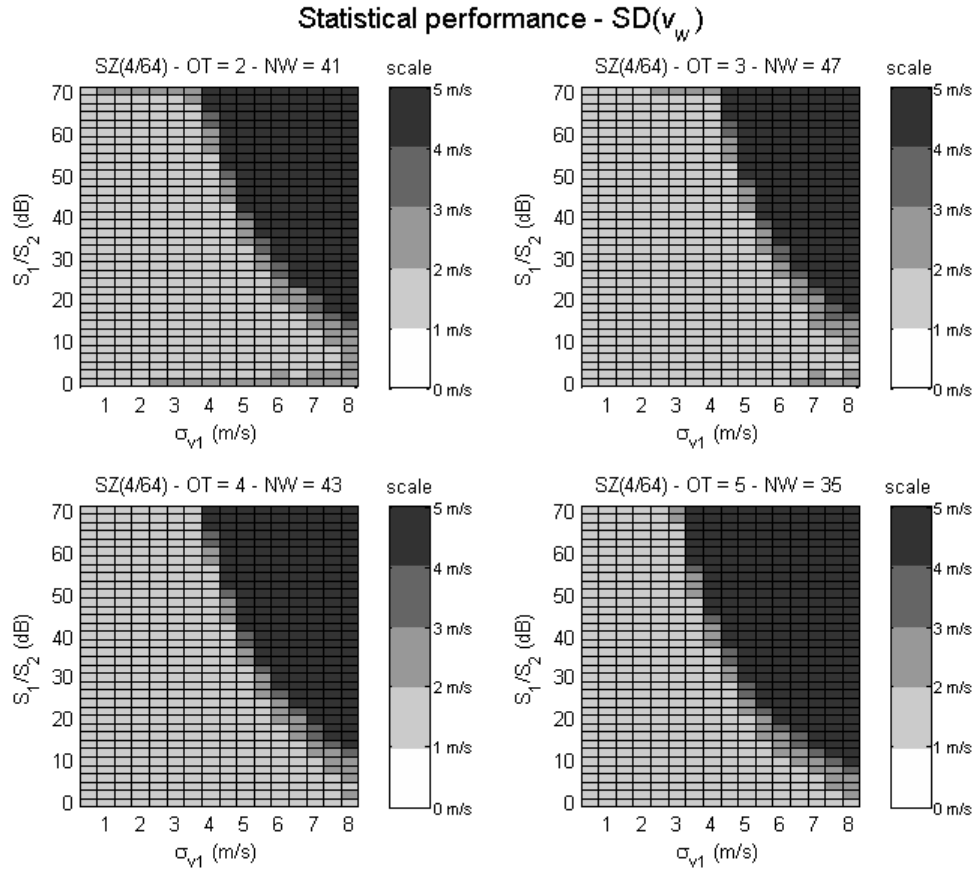 Statistical performance - SD(v_w)
SZ(4/64) - OT = 2 - NW = 41
scale
70
60
50
40
30
20
10
0
S_1/S_2 (dB)
1 2 3 4 5 6 7 8
σ_v1 (m/s)
5 m/s
4 m/s
3 m/s
2 m/s
1 m/s
0 m/s
SZ(4/64) - OT = 3 - NW = 47
scale
70
60
50
40
30
20
10
0
S_1/S_2 (dB)
1 2 3 4 5 6 7 8
σ_v1 (m/s)
5 m/s
4 m/s
3 m/s
2 m/s
1 m/s
0 m/s
SZ(4/64) - OT = 4 - NW = 43
scale
70
60
50
40
30
20
10
0
S_1/S_2 (dB)
1 2 3 4 5 6 7 8
σ_v1 (m/s)
5 m/s
4 m/s
3 m/s
2 m/s
1 m/s
0 m/s
SZ(4/64) - OT = 5 - NW = 35
scale
70
60
50
40
30
20
10
0
S_1/S_2 (dB)
1 2 3 4 5 6 7 8
σ_v1 (m/s)
5 m/s
4 m/s
3 m/s
2 m/s
1 m/s
0 m/s